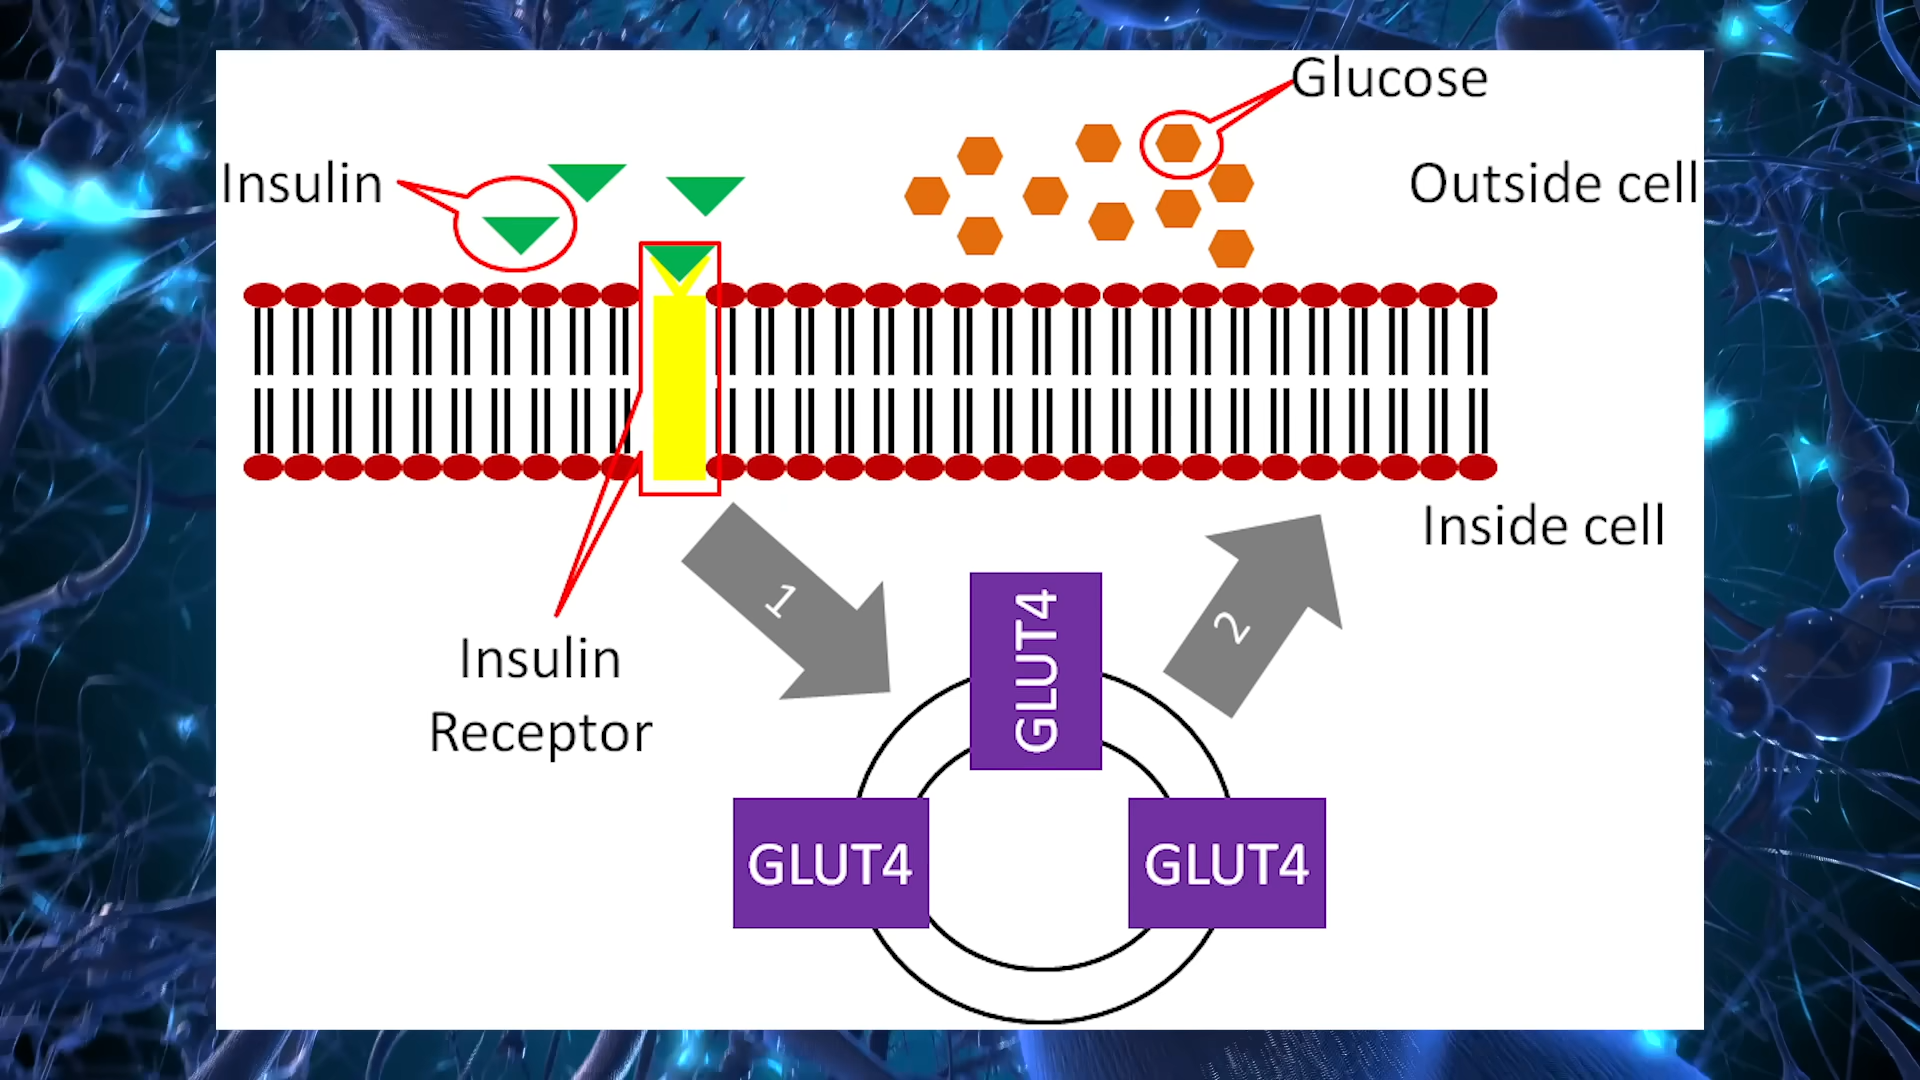 Glucose
Insulin
Outside cell
Inside cell
1
2
Insulin
Receptor
GLUT4
GLUT4
GLUT4